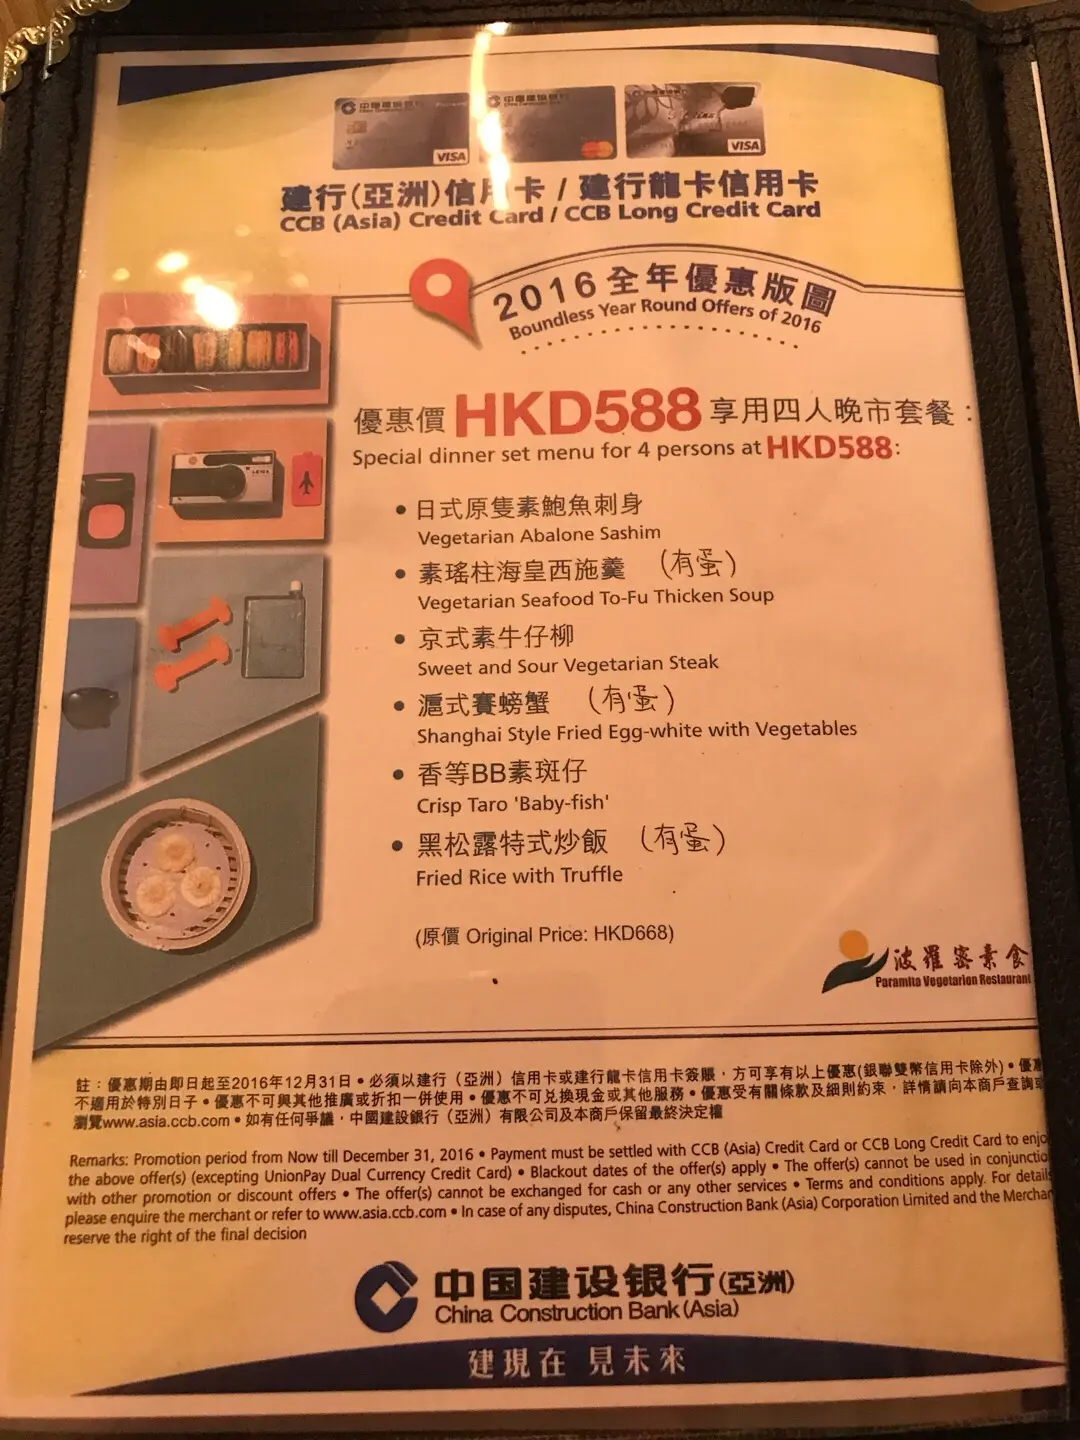 中国建设银行
中国建设银行
VISA
VISA
建行(亞洲)信用卡 / 建行龍卡信用卡
CCB (Asia) Credit Card / CCB Long Credit Card
2016全年優惠版圖
Boundless Year Round Offers of 2016
優惠價HKD588享用四人晚市套餐：
Special dinner set menu for 4 persons at HKD588:
• 日式原隻素鮑魚刺身
Vegetarian Abalone Sashim
• 素瑤柱海皇西施羹 (有蛋)
Vegetarian Seafood To-Fu Thicken Soup
• 京式素牛仔柳
Sweet and Sour Vegetarian Steak
• 滬式賽螃蟹 (有蛋)
Shanghai Style Fried Egg-white with Vegetables
• 香等BB素斑仔
Crisp Taro 'Baby-fish'
• 黑松露特式炒飯 (有蛋)
Fried Rice with Truffle
(原價 Original Price: HKD668)
波羅密素食
Paramita Vegetarian Restaurant
註：優惠期由即日起至2016年12月31日 • 必須以建行（亞洲）信用卡或建行龍卡信用卡簽賬，方可享有以上優惠(銀聯雙幣信用卡除外) • 優惠
不適用於特別日子 • 優惠不可與其他推廣或折扣一併使用 • 優惠不可兌換現金或其他服務 • 優惠受有關條款及細則約束，詳情請向本商戶查詢或
瀏覽www.asia.ccb.com • 如有任何爭議，中國建設銀行（亞洲）有限公司及本商戶保留最終決定權
Remarks: Promotion period from Now till December 31, 2016 • Payment must be settled with CCB (Asia) Credit Card or CCB Long Credit Card to enjo
the above offer(s) (excepting UnionPay Dual Currency Credit Card) • Blackout dates of the offer(s) apply • The offer(s) cannot be used in conjunctio
with other promotion or discount offers • The offer(s) cannot be exchanged for cash or any other services • Terms and conditions apply. For details
please enquire the merchant or refer to www.asia.ccb.com • In case of any disputes, China Construction Bank (Asia) Corporation Limited and the Merchan
reserve the right of the final decision
中国建设银行(亞洲)
China Construction Bank (Asia)
建現在 見未來